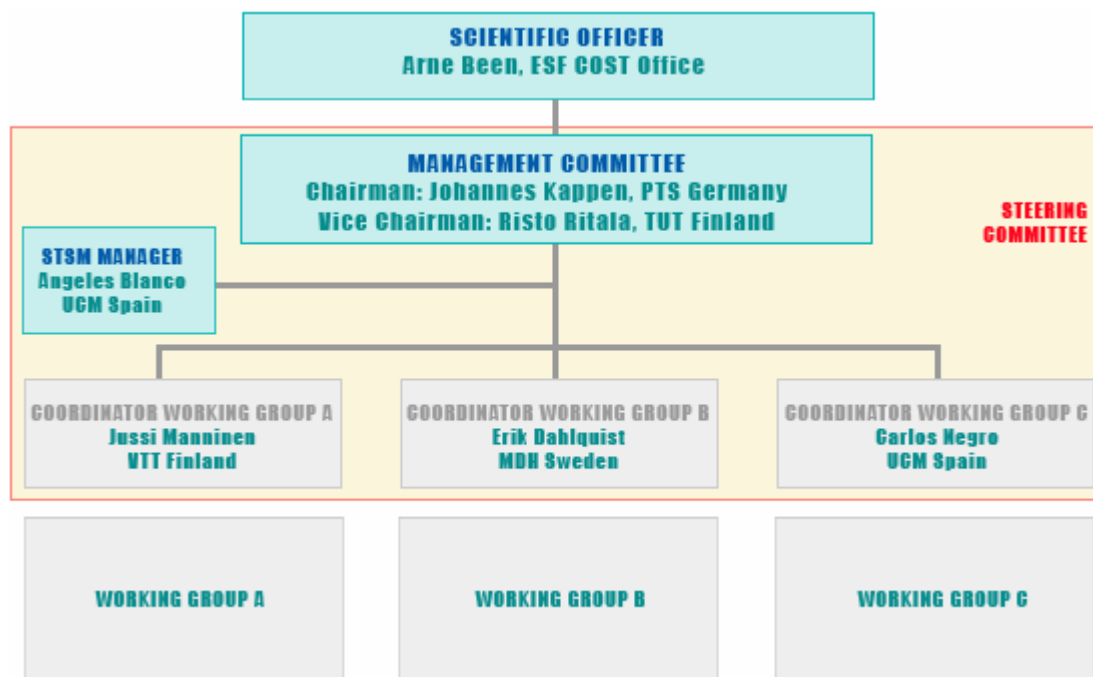 SCIENTIFIC OFFICER
Arne Been, ESF COST Office
MANAGEMENT COMMITTEE
Chairman: Johannes Kappen, PTS Germany
Vice Chairman: Risto Ritala, TUT Finland
STEERING
COMMITTEE
STSM MANAGER
Angeles Blanco
UCM Spain
COORDINATOR WORKING GROUP A
Jussi Manninen
VTT Finland
COORDINATOR WORKING GROUP B
Erik Dahlquist
MDH Sweden
COORDINATOR WORKING GROUP C
Carlos Negro
UCM Spain
WORKING GROUP A
WORKING GROUP B
WORKING GROUP C